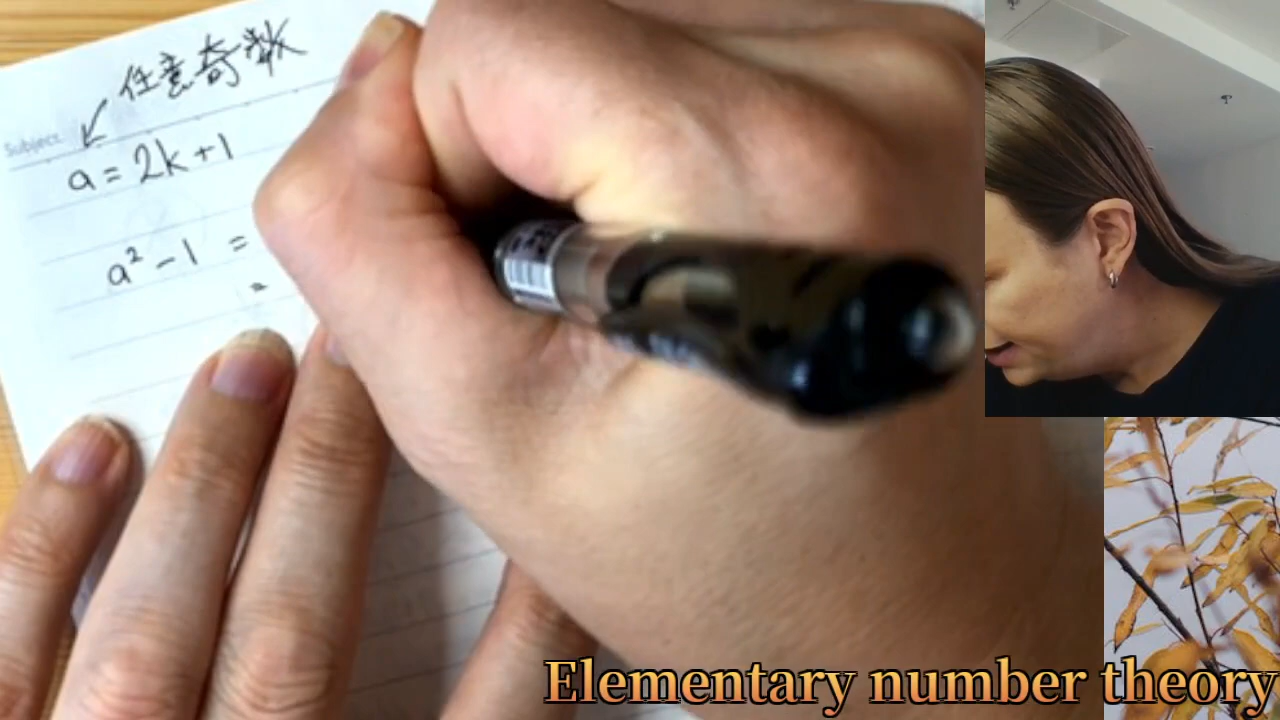 任意奇数
Subject
a = 2k+1
a² - 1 =
=
Elementary number theory